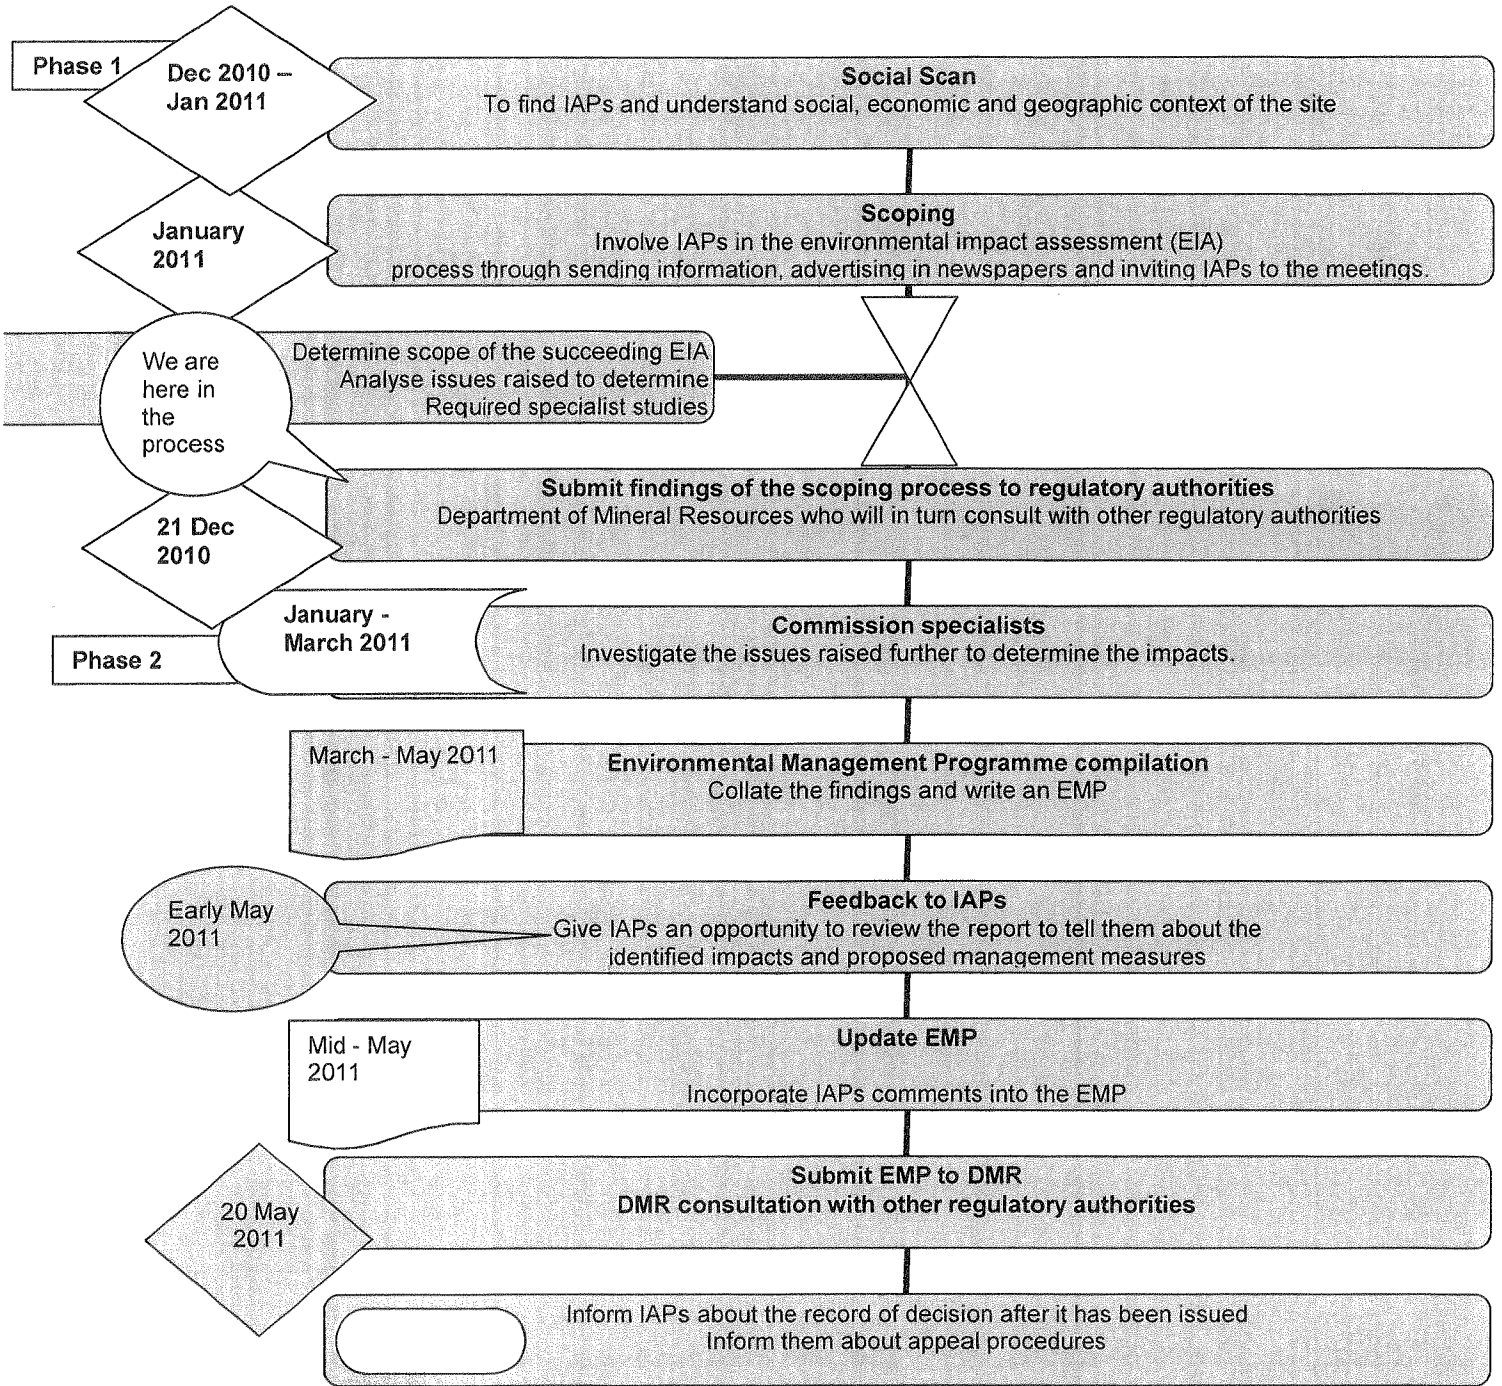 Phase 1
Dec 2010 –
Jan 2011
Social Scan
To find IAPs and understand social, economic and geographic context of the site
January
2011
Scoping
Involve IAPs in the environmental impact assessment (EIA)
process through sending information, advertising in newspapers and inviting IAPs to the meetings.
We are
here in
the
process
Determine scope of the succeeding EIA
Analyse issues raised to determine
Required specialist studies
21 Dec
2010
Submit findings of the scoping process to regulatory authorities
Department of Mineral Resources who will in turn consult with other regulatory authorities
Phase 2
January -
March 2011
Commission specialists
Investigate the issues raised further to determine the impacts.
March - May 2011
Environmental Management Programme compilation
Collate the findings and write an EMP
Early May
2011
Feedback to IAPs
Give IAPs an opportunity to review the report to tell them about the
identified impacts and proposed management measures
Mid - May
2011
Update EMP
Incorporate IAPs comments into the EMP
20 May
2011
Submit EMP to DMR
DMR consultation with other regulatory authorities
Inform IAPs about the record of decision after it has been issued
Inform them about appeal procedures